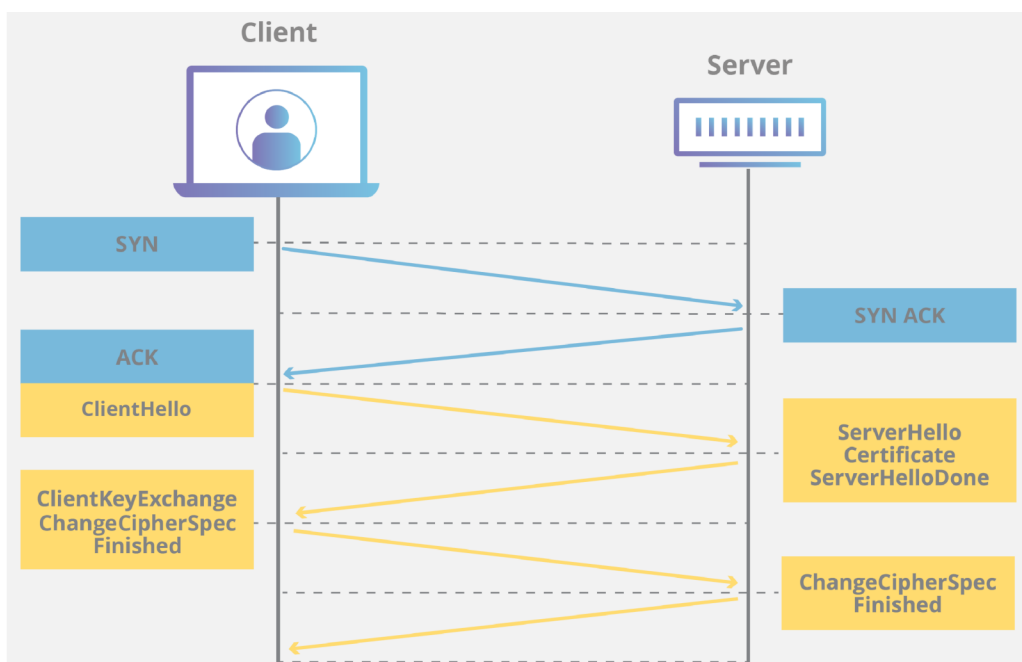 Client
Server
SYN
SYN ACK
ACK
ClientHello
ServerHello
Certificate
ServerHelloDone
ClientKeyExchange
ChangeCipherSpec
Finished
ChangeCipherSpec
Finished